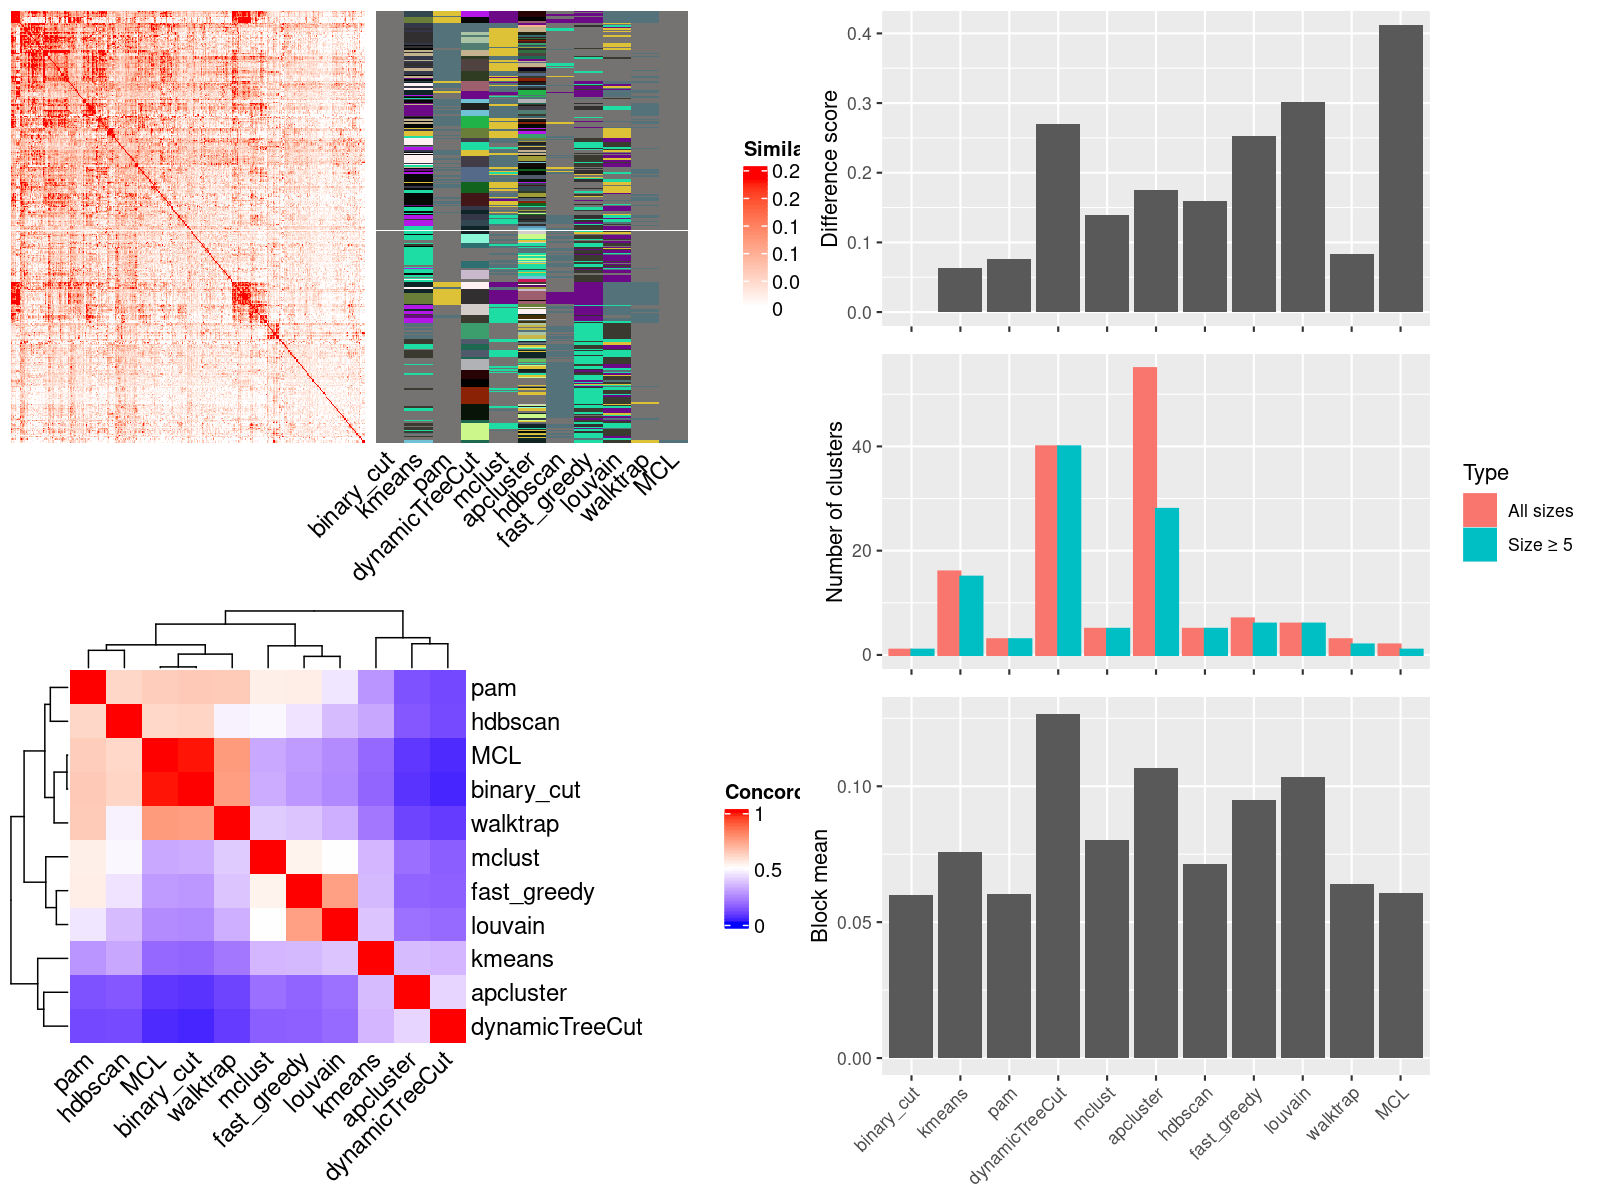 Simila
0.2
0.2
0.1
0.1
0.0
0
binary_cut
kmeans
pam
dynamicTreeCut
mclust
apcluster
hdbscan
fast_greedy
louvain
walktrap
MCL
pam
hdbscan
MCL
binary_cut
walktrap
mclust
fast_greedy
louvain
kmeans
apcluster
dynamicTreeCut
pam
hdbscan
MCL
binary_cut
walktrap
mclust
fast_greedy
louvain
kmeans
apcluster
dynamicTreeCut
Concord
1
0.5
0
Difference score
0.4
0.3
0.2
0.1
0.0
Number of clusters
40
20
0
Type
All sizes
Size ≥ 5
Block mean
0.10
0.05
0.00
binary_cut
kmeans
pam
dynamicTreeCut
mclust
apcluster
hdbscan
fast_greedy
louvain
walktrap
MCL